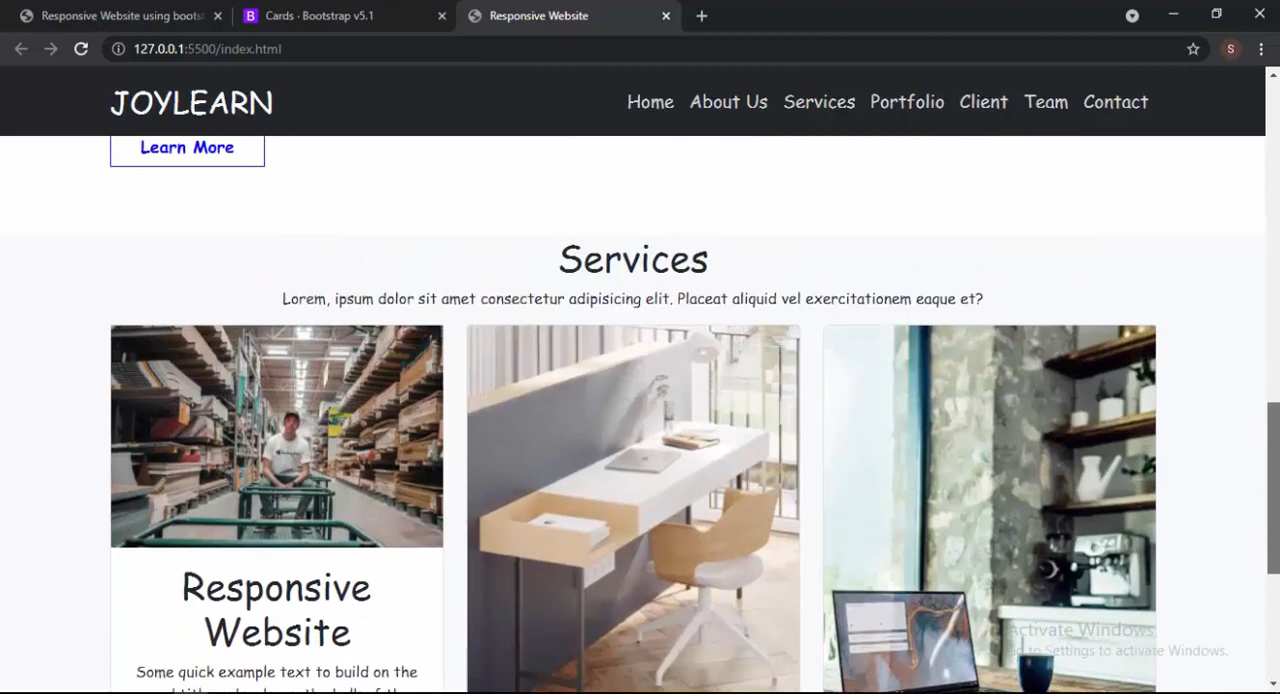 Responsive Website using boots
Cards · Bootstrap v5.1
Responsive Website
127.0.0.1:5500/index.html
S
JOYLEARN
Home About Us Services Portfolio Client Team Contact
Learn More
Services
Lorem, ipsum dolor sit amet consectetur adipisicing elit. Placeat aliquid vel exercitationem eaque et?
Responsive
Website
Some quick example text to build on the
Activate Windows
Go to Settings to activate Windows.